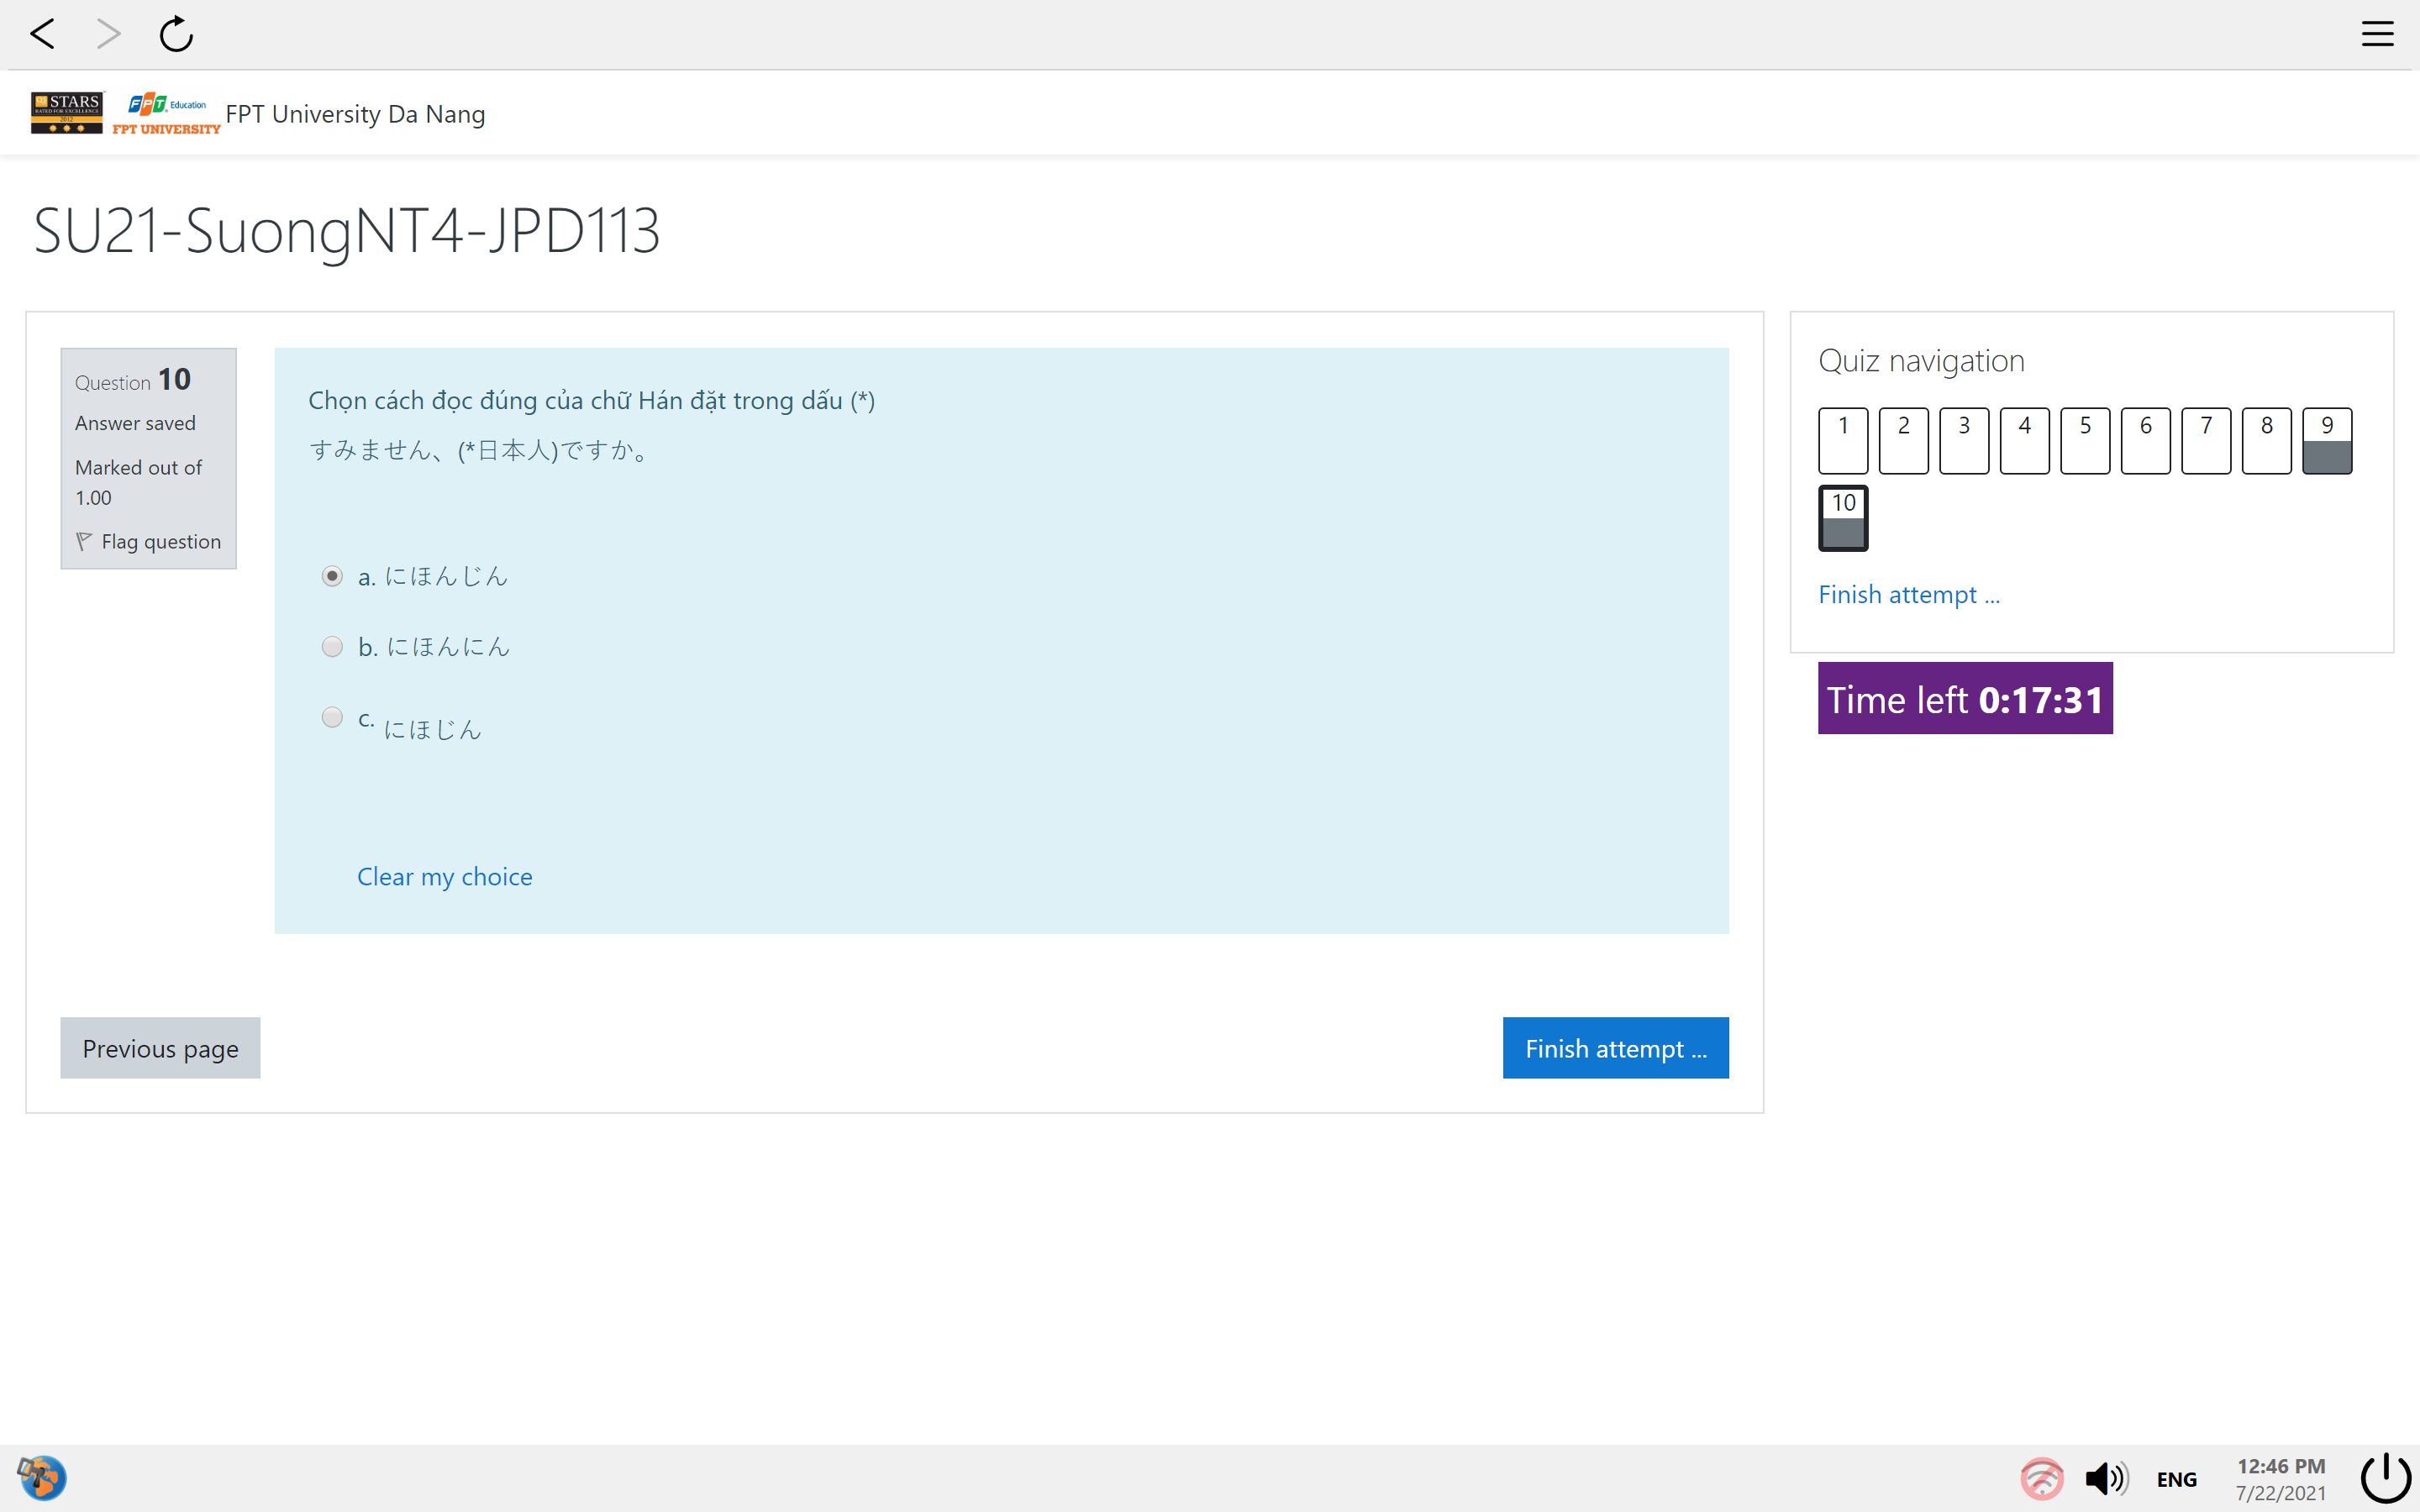 STARS
RATED FOR EXCELLENCE
2012
FPT Education
FPT UNIVERSITY
FPT University Da Nang
SU21-SuongNT4-JPD113
Question 10
Answer saved
Marked out of
1.00
Flag question
Chọn cách đọc đúng của chữ Hán đặt trong dấu (*)
すみません、(*日本人)ですか。
a. にほんじん
b. にほんにん
c. にほじん
Clear my choice
Previous page
Finish attempt ...
Quiz navigation
1 2 3 4 5 6 7 8 9
10
Finish attempt ...
Time left 0:17:31
ENG
12:46 PM
7/22/2021